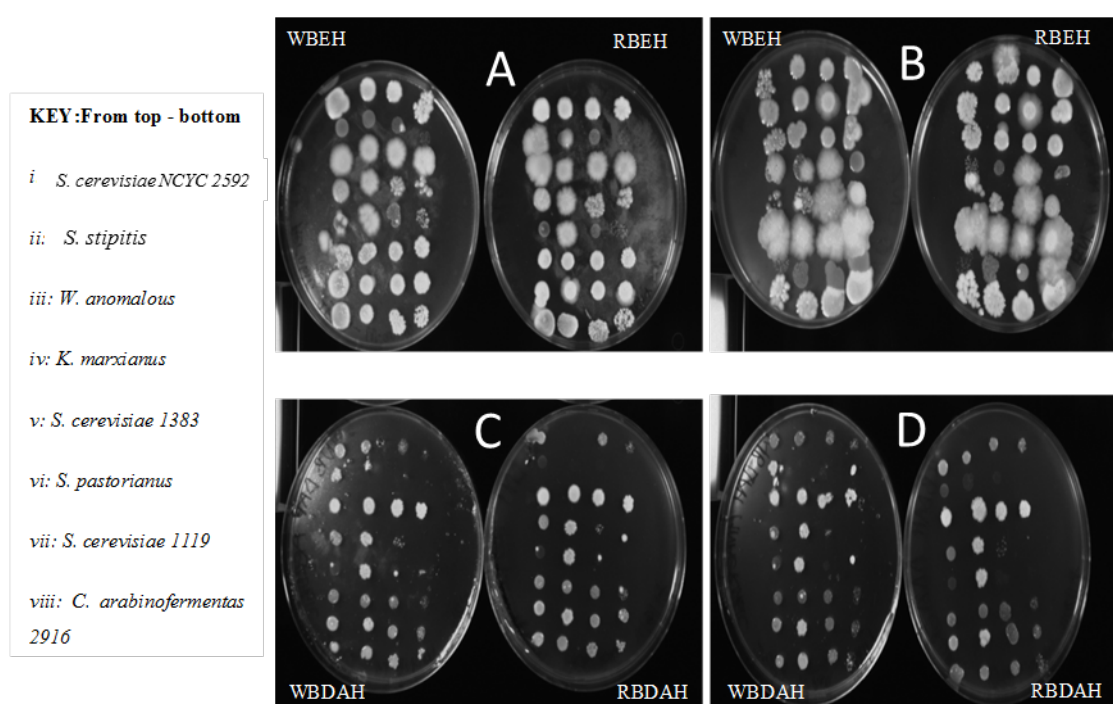 KEY:From top - bottom
i S. cerevisiae NCYC 2592
ii: S. stipitis
iii: W. anomalous
iv: K. marxianus
v: S. cerevisiae 1383
vi: S. pastorianus
vii: S. cerevisiae 1119
viii: C. arabinofermentas
2916
WBEH
A
RBEH
WBEH
B
RBEH
C
WBDAH
RBDAH
D
WBDAH
RBDAH